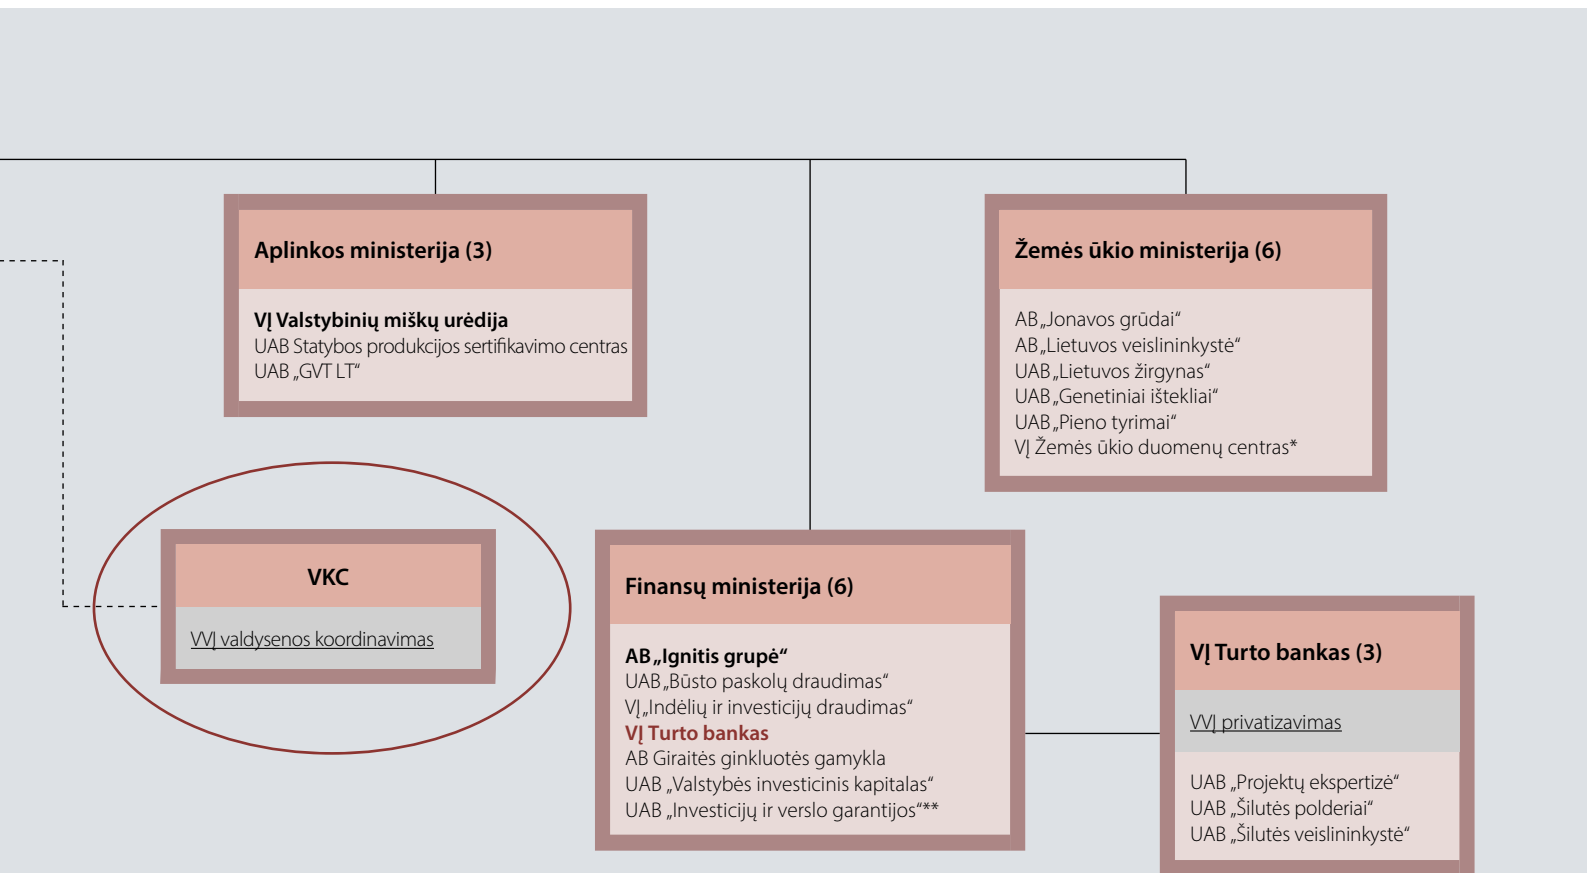 Aplinkos ministerija (3)
VĮ Valstybinių miškų urėdija
UAB Statybos produkcijos sertifikavimo centras
UAB „GVT LT“
Žemės ūkio ministerija (6)
AB „Jonavos grūdai“
AB „Lietuvos veislininkystė“
UAB „Lietuvos žirgynas“
UAB „Genetiniai ištekliai“
UAB „Pieno tyrimai“
VĮ Žemės ūkio duomenų centras*
VKC
VVĮ valdysenos koordinavimas
Finansų ministerija (6)
AB „Ignitis grupė“
UAB „Būsto paskolų draudimas“
VĮ „Indėlių ir investicijų draudimas“
VĮ Turto bankas
AB Giraitės ginkluotės gamykla
UAB „Valstybės investicinis kapitalas“
UAB „Investicijų ir verslo garantijos“**
VĮ Turto bankas (3)
VVĮ privatizavimas
UAB „Projektų ekspertizė“
UAB „Šilutės polderiai“
UAB „Šilutės veislininkystė“